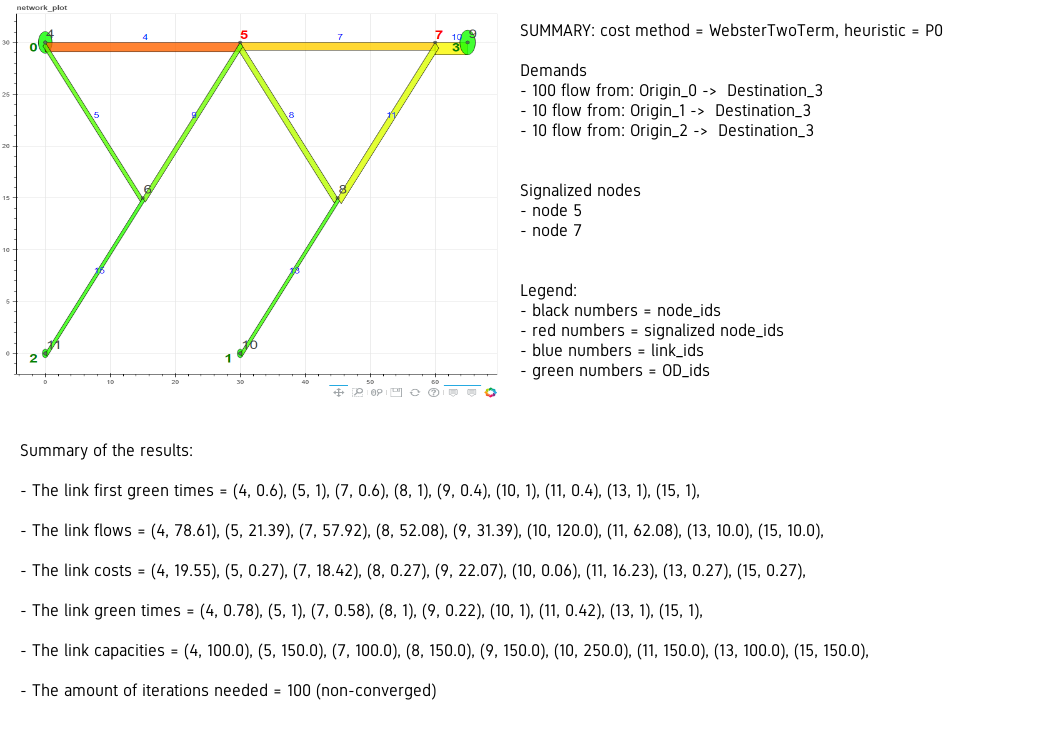 network_plot
SUMMARY: cost method = WebsterTwoTerm, heuristic = P0
Demands
- 100 flow from: Origin_0 -> Destination_3
- 10 flow from: Origin_1 -> Destination_3
- 10 flow from: Origin_2 -> Destination_3
Signalized nodes
- node 5
- node 7
Legend:
- black numbers = node_ids
- red numbers = signalized node_ids
- blue numbers = link_ids
- green numbers = OD_ids
30
25
20
15
10
5
0
0 10 20 30 40 50 60
4 4 5 7 7 10 9
0 3
5 9 8 11
6 8
15 13
11 10
2 1
Summary of the results:
- The link first green times = (4, 0.6), (5, 1), (7, 0.6), (8, 1), (9, 0.4), (10, 1), (11, 0.4), (13, 1), (15, 1),
- The link flows = (4, 78.61), (5, 21.39), (7, 57.92), (8, 52.08), (9, 31.39), (10, 120.0), (11, 62.08), (13, 10.0), (15, 10.0),
- The link costs = (4, 19.55), (5, 0.27), (7, 18.42), (8, 0.27), (9, 22.07), (10, 0.06), (11, 16.23), (13, 0.27), (15, 0.27),
- The link green times = (4, 0.78), (5, 1), (7, 0.58), (8, 1), (9, 0.22), (10, 1), (11, 0.42), (13, 1), (15, 1),
- The link capacities = (4, 100.0), (5, 150.0), (7, 100.0), (8, 150.0), (9, 150.0), (10, 250.0), (11, 150.0), (13, 100.0), (15, 150.0),
- The amount of iterations needed = 100 (non-converged)